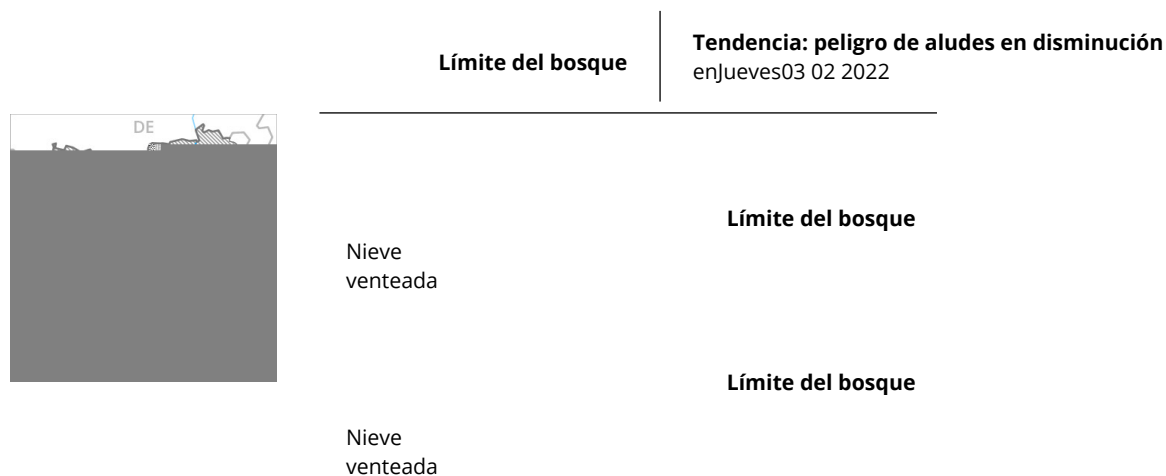 Límite del bosque
Tendencia: peligro de aludes en disminución
enJueves03 02 2022
DE
Límite del bosque
Nieve
venteada
Límite del bosque
Nieve
venteada